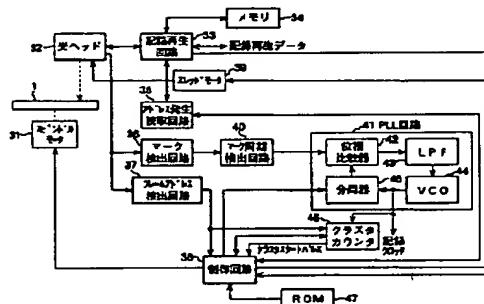 メモリ
34
32
光ヘッド
記録再生回路
33
記録再生データ
スレッドモータ
39
1
35
アドレス発生読取回路
31
スピンドルモータ
36
マーク検出回路
40
マーク周期検出回路
41 PLL回路
42
位相比較器
LPF
43
37
フレームアドレス検出回路
45
分周器
VCO
44
46
クラスタカウンタ
記録クロック
クラスタスタートパルス
38
制御回路
ROM
47